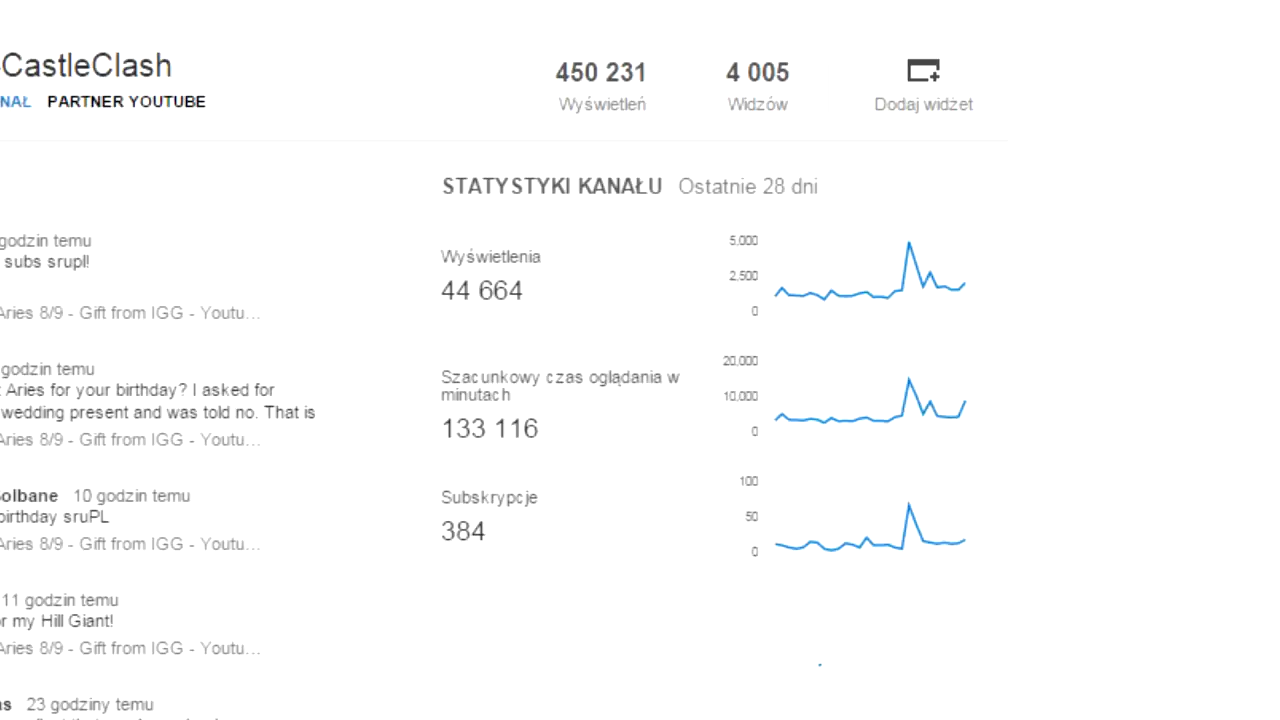 CastleClash
NAŁ PARTNER YOUTUBE
450 231
Wyświetleń
4 005
Widzów
Dodaj widżet
godzin temu
subs srupl!
Aries 8/9 - Gift from IGG - Youtu...
godzin temu
Aries for your birthday? I asked for
wedding present and was told no. That is
Aries 8/9 - Gift from IGG - Youtu...
olbane 10 godzin temu
birthday sruPL
Aries 8/9 - Gift from IGG - Youtu...
11 godzin temu
r my Hill Giant!
Aries 8/9 - Gift from IGG - Youtu...
as 23 godziny temu
STATYSTYKI KANAŁU Ostatnie 28 dni
Wyświetlenia
44 664
5.000
2.500
0
Szacunkowy czas oglądania w
minutach
133 116
20.000
10.000
0
Subskrypcje
384
100
50
0